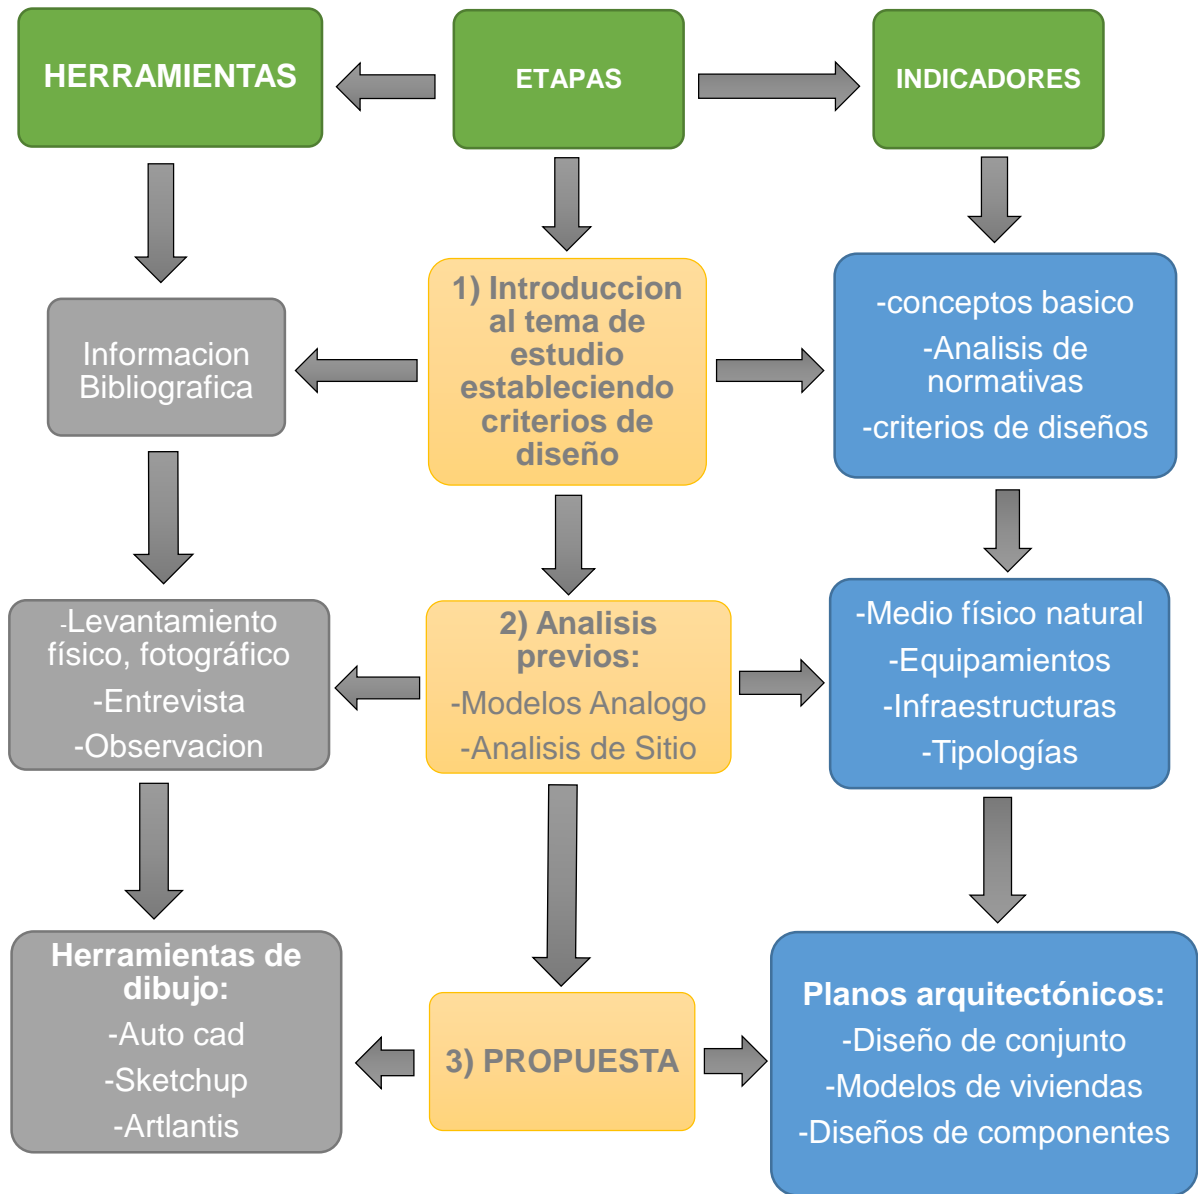 HERRAMIENTAS
ETAPAS
INDICADORES
Informacion
Bibliografica
1) Introduccion
al tema de
estudio
estableciendo
criterios de
diseño
-conceptos basico
-Analisis de
normativas
-criterios de diseños
-Levantamiento
físico, fotográfico
-Entrevista
-Observacion
2) Analisis
previos:
-Modelos Analogo
-Analisis de Sitio
-Medio físico natural
-Equipamientos
-Infraestructuras
-Tipologías
Herramientas de
dibujo:
-Auto cad
-Sketchup
-Artlantis
3) PROPUESTA
Planos arquitectónicos:
-Diseño de conjunto
-Modelos de viviendas
-Diseños de componentes